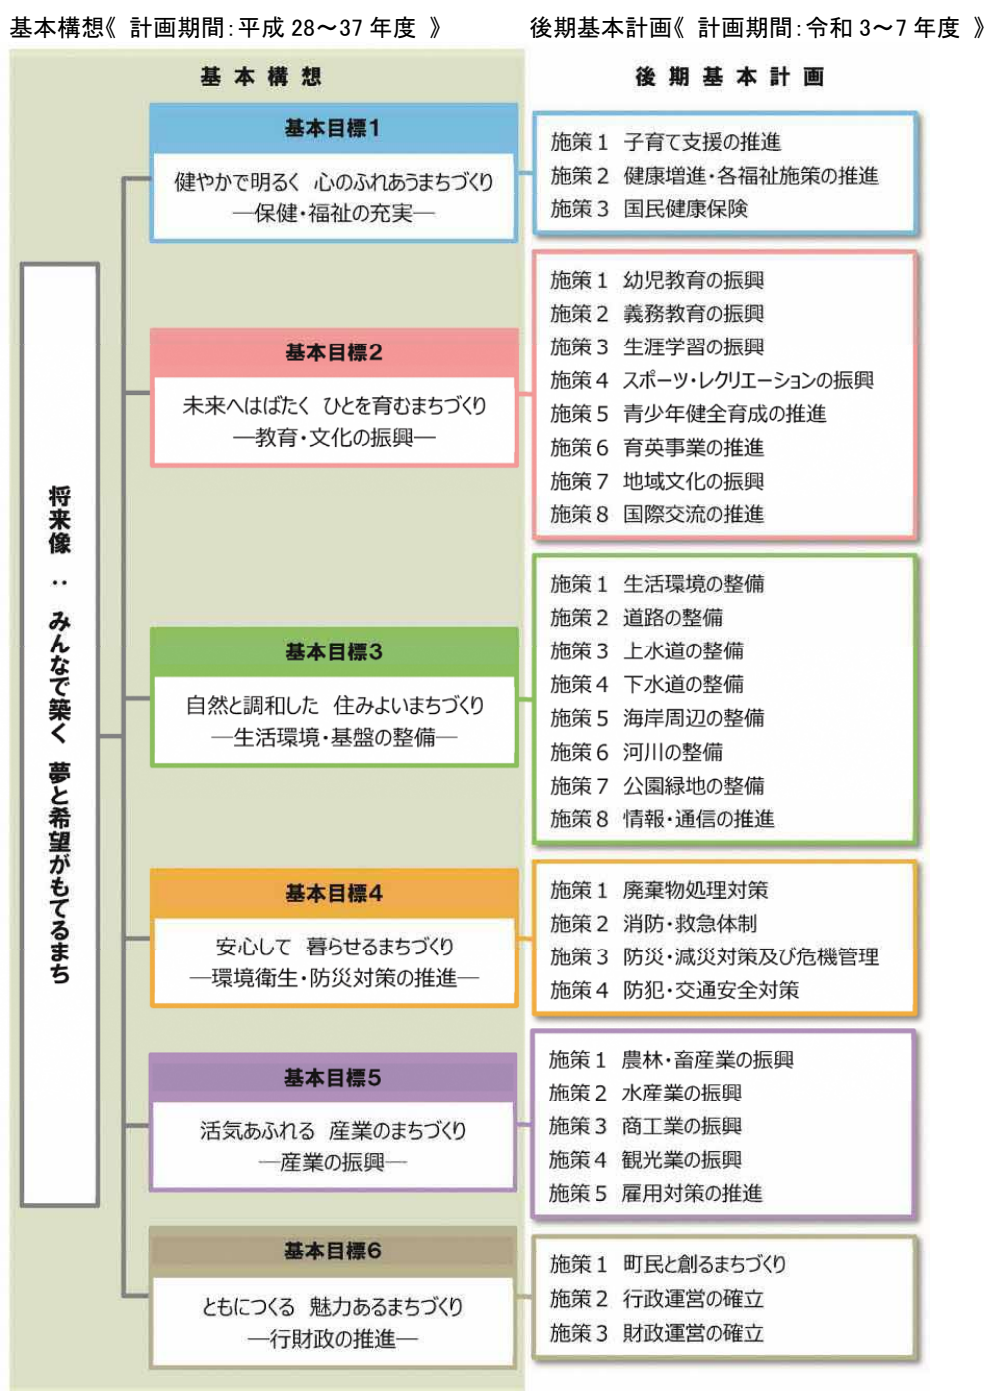 基本構想《 計画期間：平成 28～37 年度 》
後期基本計画《 計画期間：令和 3～7 年度 》
基本構想
後期基本計画
将来像：みんなで築く 夢と希望がもてるまち
基本目標1
健やかで明るく 心のふれあうまちづくり
―保健・福祉の充実―
施策1 子育て支援の推進
施策2 健康増進・各福祉施策の推進
施策3 国民健康保険
基本目標2
未来へはばたく ひとを育むまちづくり
―教育・文化の振興―
施策1 幼児教育の振興
施策2 義務教育の振興
施策3 生涯学習の振興
施策4 スポーツ・レクリエーションの振興
施策5 青少年健全育成の推進
施策6 育英事業の推進
施策7 地域文化の振興
施策8 国際交流の推進
基本目標3
自然と調和した 住みよいまちづくり
―生活環境・基盤の整備―
施策1 生活環境の整備
施策2 道路の整備
施策3 上水道の整備
施策4 下水道の整備
施策5 海岸周辺の整備
施策6 河川の整備
施策7 公園緑地の整備
施策8 情報・通信の推進
基本目標4
安心して 暮らせるまちづくり
―環境衛生・防災対策の推進―
施策1 廃棄物処理対策
施策2 消防・救急体制
施策3 防災・減災対策及び危機管理
施策4 防犯・交通安全対策
基本目標5
活気あふれる 産業のまちづくり
―産業の振興―
施策1 農林・畜産業の振興
施策2 水産業の振興
施策3 商工業の振興
施策4 観光業の振興
施策5 雇用対策の推進
基本目標6
ともにつくる 魅力あるまちづくり
―行財政の推進―
施策1 町民と創るまちづくり
施策2 行政運営の確立
施策3 財政運営の確立